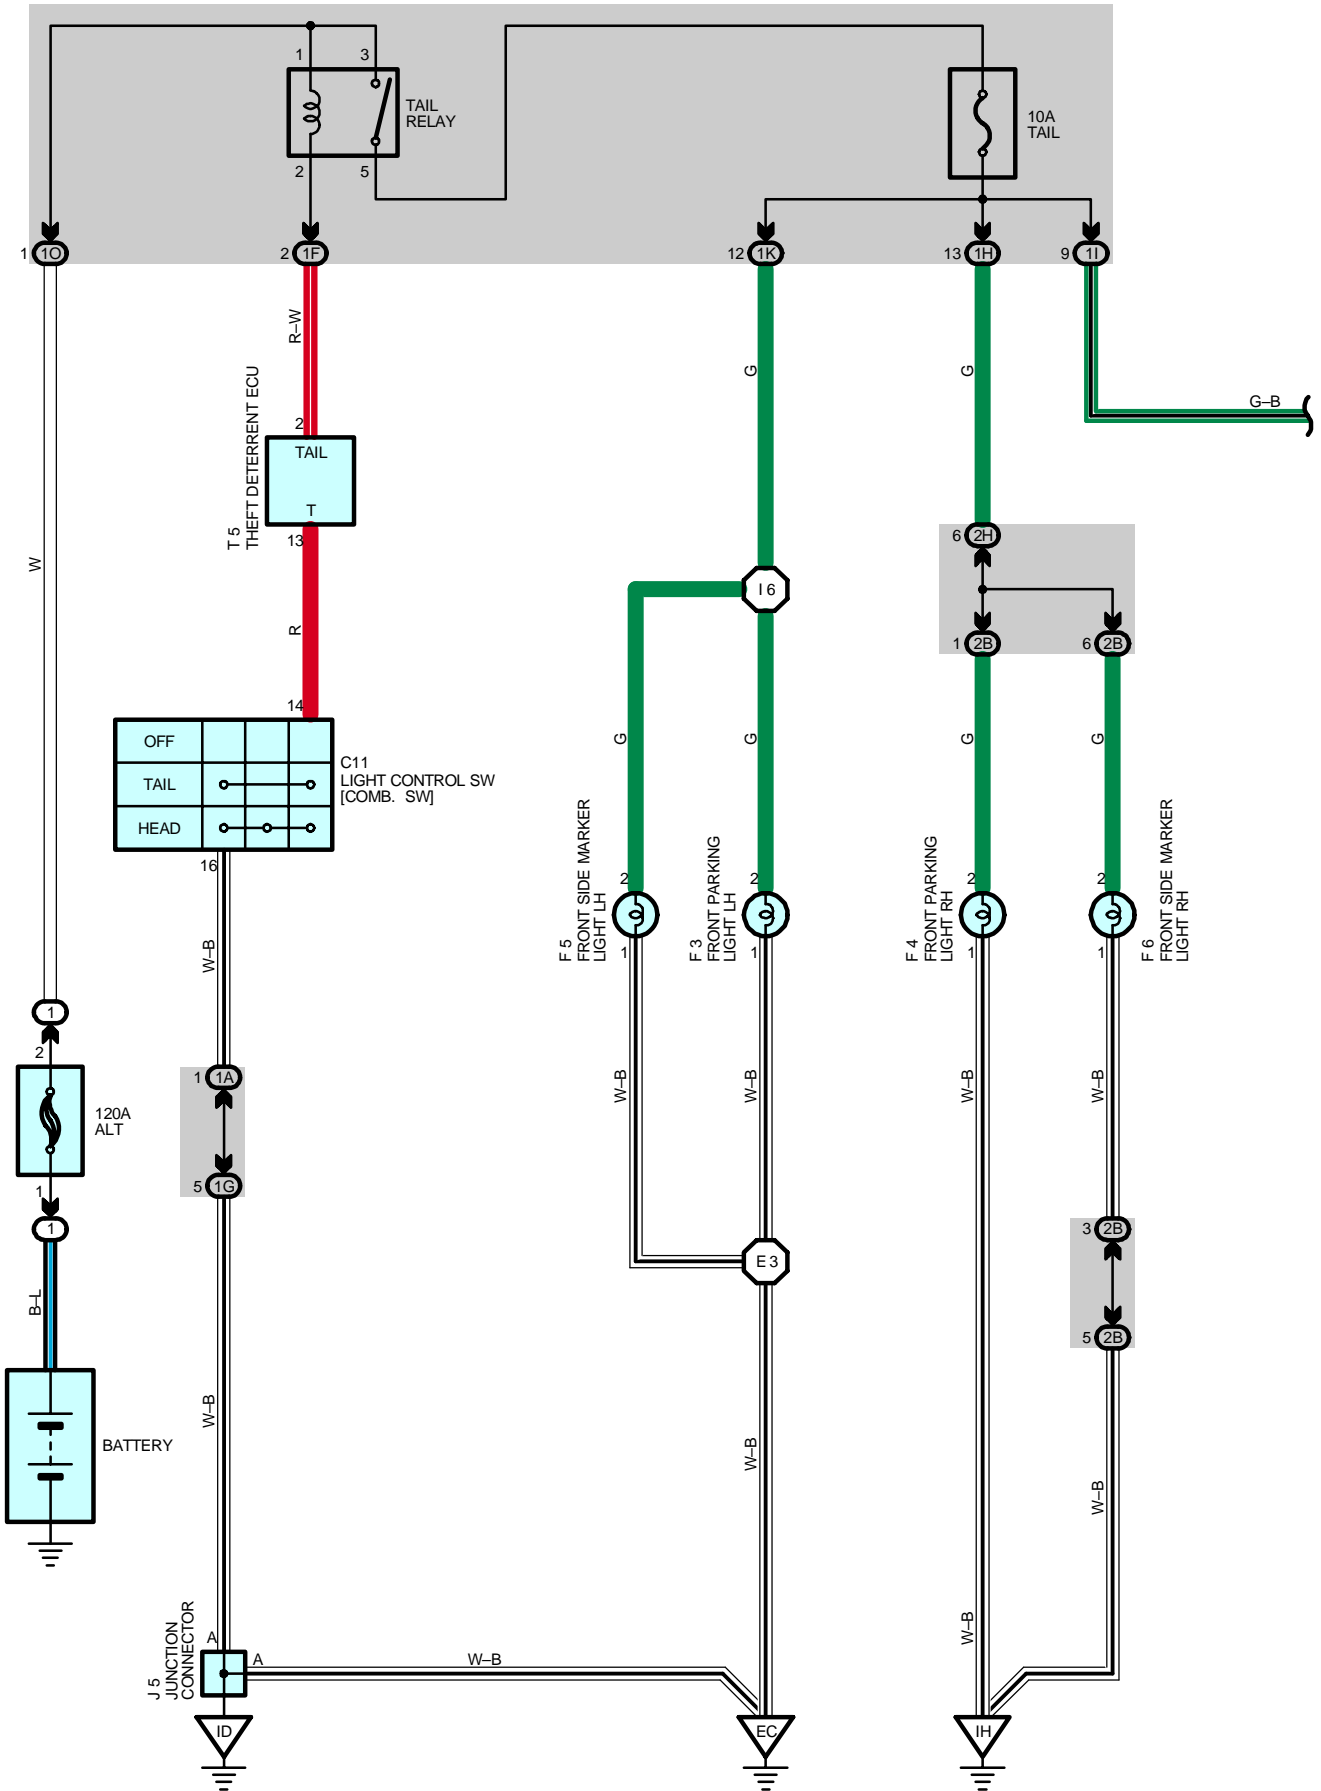 1
3
TAIL
RELAY
2
5
10A
TAIL
1 1O
2 1F
12 1K
13 1H
9 1I
R–W
G
G
G–B
2
TAIL
T
13
T 5
THEFT DETERRENT ECU
W
R
6 2H
I 6
1 2B
6 2B
14
OFF
TAIL
HEAD
C11
LIGHT CONTROL SW
[COMB. SW]
16
G
G
G
G
2
F 5
FRONT SIDE MARKER
LIGHT LH
1
2
F 3
FRONT PARKING
LIGHT LH
1
2
F 4
FRONT PARKING
LIGHT RH
1
2
F 6
FRONT SIDE MARKER
LIGHT RH
1
W–B
1
2
120A
ALT
1
1
1 1A
5 1G
W–B
W–B
W–B
W–B
3 2B
5 2B
E 3
B–L
BATTERY
W–B
W–B
W–B
W–B
A
A
W–B
J 5
JUNCTION
CONNECTOR
ID
EC
IH